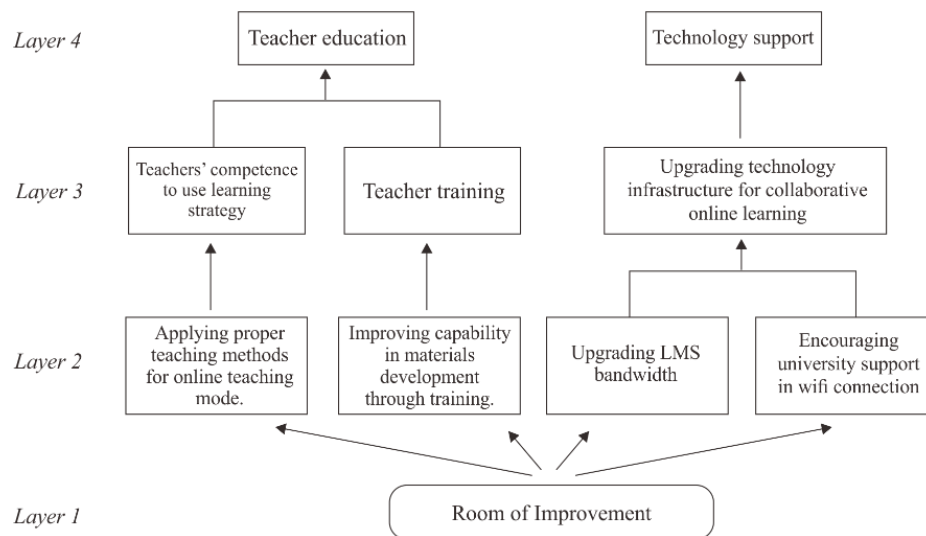 Layer 4
Teacher education
Technology support
Layer 3
Teachers' competence
to use learning
strategy
Teacher training
Upgrading technology
infrastructure for collaborative
online learning
Layer 2
Applying proper
teaching methods
for online teaching
mode.
Improving capability
in materials
development
through training.
Upgrading LMS
bandwidth
Encouraging
university support
in wifi connection
Layer 1
Room of Improvement